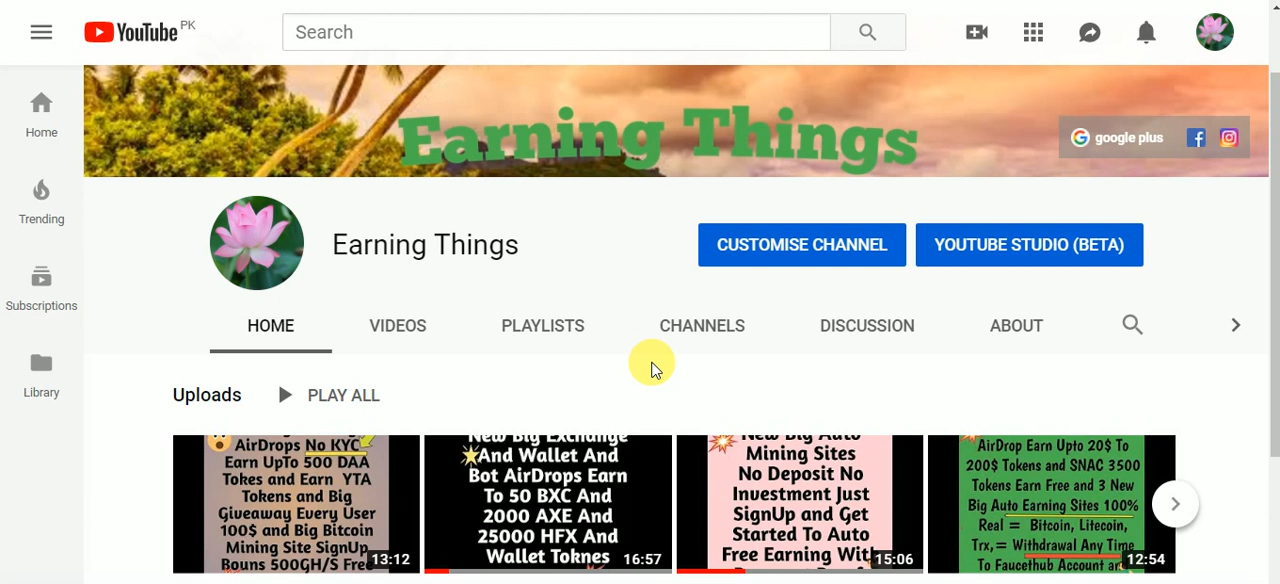 YouTube PK
Search
Home
Trending
Subscriptions
Library
Earning Things
google plus
Earning Things
CUSTOMISE CHANNEL
YOUTUBE STUDIO (BETA)
HOME VIDEOS PLAYLISTS CHANNELS DISCUSSION ABOUT
Uploads PLAY ALL
AirDrops No KYC
Earn UpTo 500 DAA
Tokes and Earn YTA
Tokens and Big
Giveaway Every User
100$ and Big Bitcoin
Mining Site SignUp
Bouns 500GH/S Free
13:12
New Big Exchange
And Wallet And
Bot AirDrops Earn
To 50 BXC And
2000 AXE And
25000 HFX And
Wallet Toknes
16:57
New Big Auto
Mining Sites
No Deposit No
Investment Just
SignUp and Get
Started To Auto
Free Earning With
15:06
AirDrop Earn Upto 20$ To
200$ Tokens and SNAC 3500
Tokens Earn Free and 3 New
Big Auto Earning Sites 100%
Real = Bitcoin, Litecoin,
Trx,= Withdrawal Any Time
To Faucethub Account
12:54